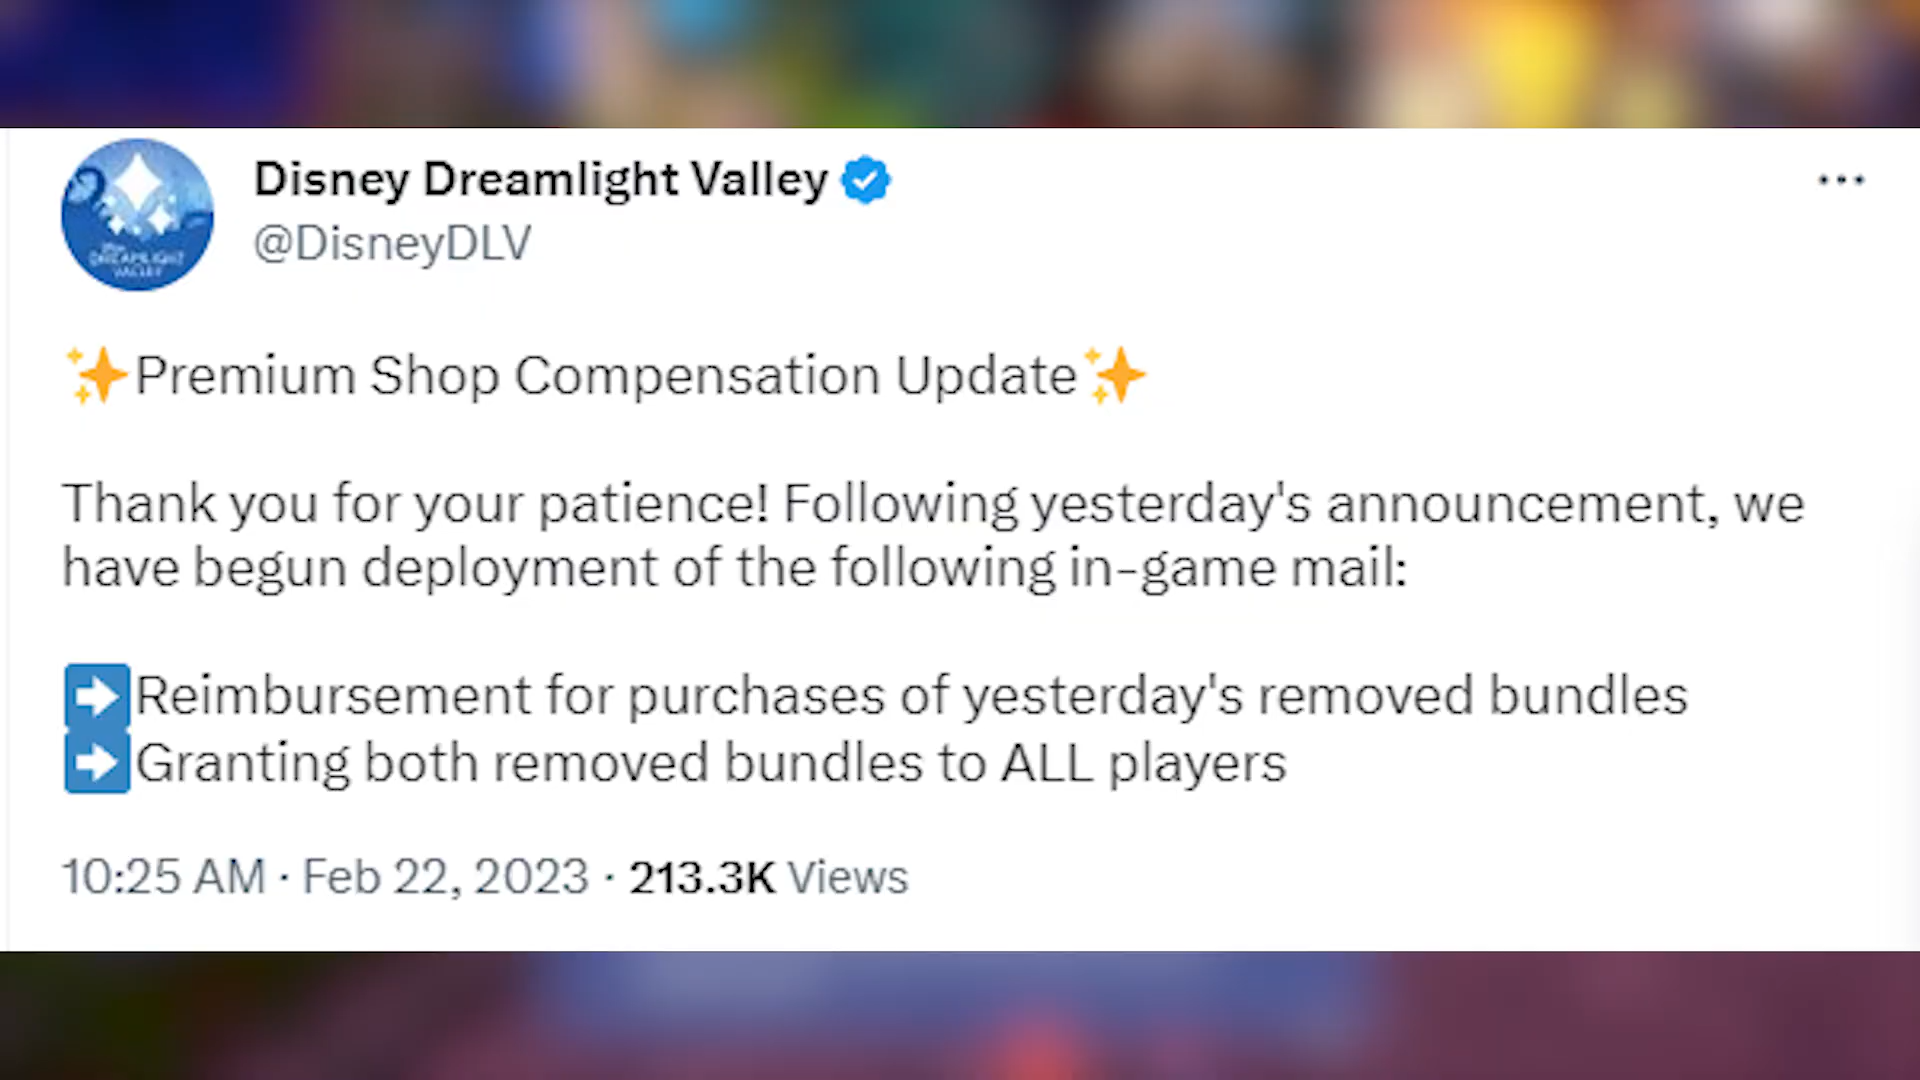 Disney Dreamlight Valley
@DisneyDLV
DREAMLIGHT
VALLEY
✨Premium Shop Compensation Update✨
Thank you for your patience! Following yesterday's announcement, we
have begun deployment of the following in-game mail:
➡️Reimbursement for purchases of yesterday's removed bundles
➡️Granting both removed bundles to ALL players
10:25 AM · Feb 22, 2023 · 213.3K Views